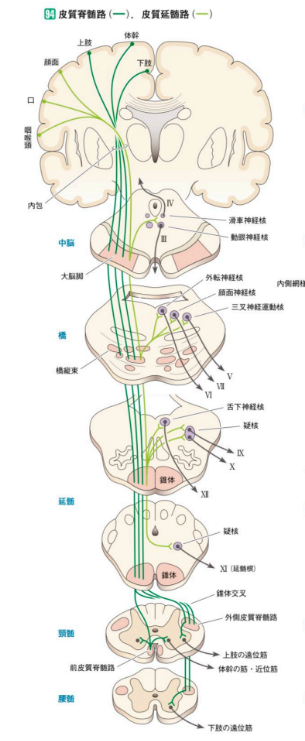 94 皮質脊髄路(—)、皮質延髄路(—)
体幹
上肢
下肢
顔面
口
咽喉頭
内包
Ⅳ
滑車神経核
動眼神経核
Ⅲ
中脳
大脳脚
外転神経核
内側網様
顔面神経核
三叉神経運動核
橋
橋縦束
Ⅴ
Ⅶ
Ⅵ
舌下神経核
疑核
Ⅸ
Ⅹ
錐体
Ⅻ
延髄
疑核
錐体
Ⅺ(延髄根)
錐体交叉
外側皮質脊髄路
頸髄
上肢の遠位筋
体幹の筋・近位筋
前皮質脊髄路
腰髄
下肢の遠位筋